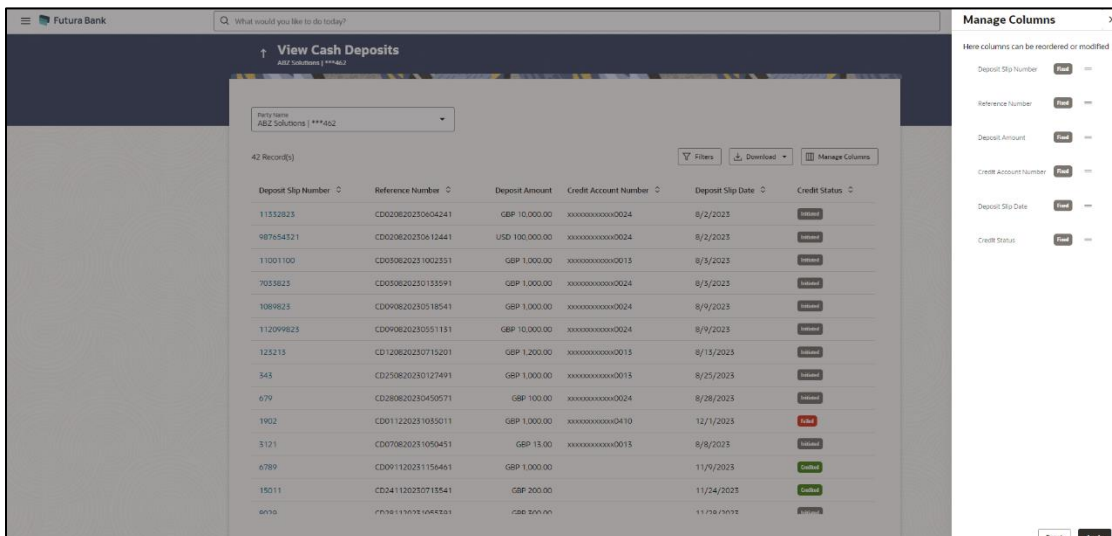 Futura Bank
What would you like to do today?
View Cash Deposits
ABZ Solutions | ***462
Party Name
ABZ Solutions | ***462
42 Record(s)
Filters
Download
Manage Columns
Deposit Slip Number Reference Number Deposit Amount Credit Account Number Deposit Slip Date Credit Status
11332823 CD020820230604241 GBP 10,000.00 xxxxxxxxxxxx0024 8/2/2023 Initiated
987654321 CD020820230612441 USD 100,000.00 xxxxxxxxxxxx0024 8/2/2023 Initiated
11001100 CD030820231002351 GBP 1,000.00 xxxxxxxxxxxx0013 8/3/2023 Initiated
7033823 CD030820230133591 GBP 1,000.00 xxxxxxxxxxxx0024 8/3/2023 Initiated
1089823 CD090820230518541 GBP 1,000.00 xxxxxxxxxxxx0024 8/9/2023 Initiated
112099823 CD090820230551131 GBP 10,000.00 xxxxxxxxxxxx0024 8/9/2023 Initiated
123213 CD120820230715201 GBP 1,200.00 xxxxxxxxxxxx0013 8/13/2023 Initiated
343 CD250820230127491 GBP 1,000.00 xxxxxxxxxxxx0013 8/25/2023 Initiated
679 CD280820230450571 GBP 100.00 xxxxxxxxxxxx0024 8/28/2023 Initiated
1902 CD011220231035011 GBP 1,000.00 xxxxxxxxxxxx0410 12/1/2023 Failed
3121 CD070820231050451 GBP 13.00 xxxxxxxxxxxx0013 8/8/2023 Initiated
6789 CD091120231156461 GBP 1,000.00 11/9/2023 Credited
15011 CD241120230713541 GBP 200.00 11/24/2023 Credited
GBP 300.00 11/28/2023
Manage Columns
Here columns can be reordered or modified
Deposit Slip Number Fixed
Reference Number Fixed
Deposit Amount Fixed
Credit Account Number Fixed
Deposit Slip Date Fixed
Credit Status Fixed